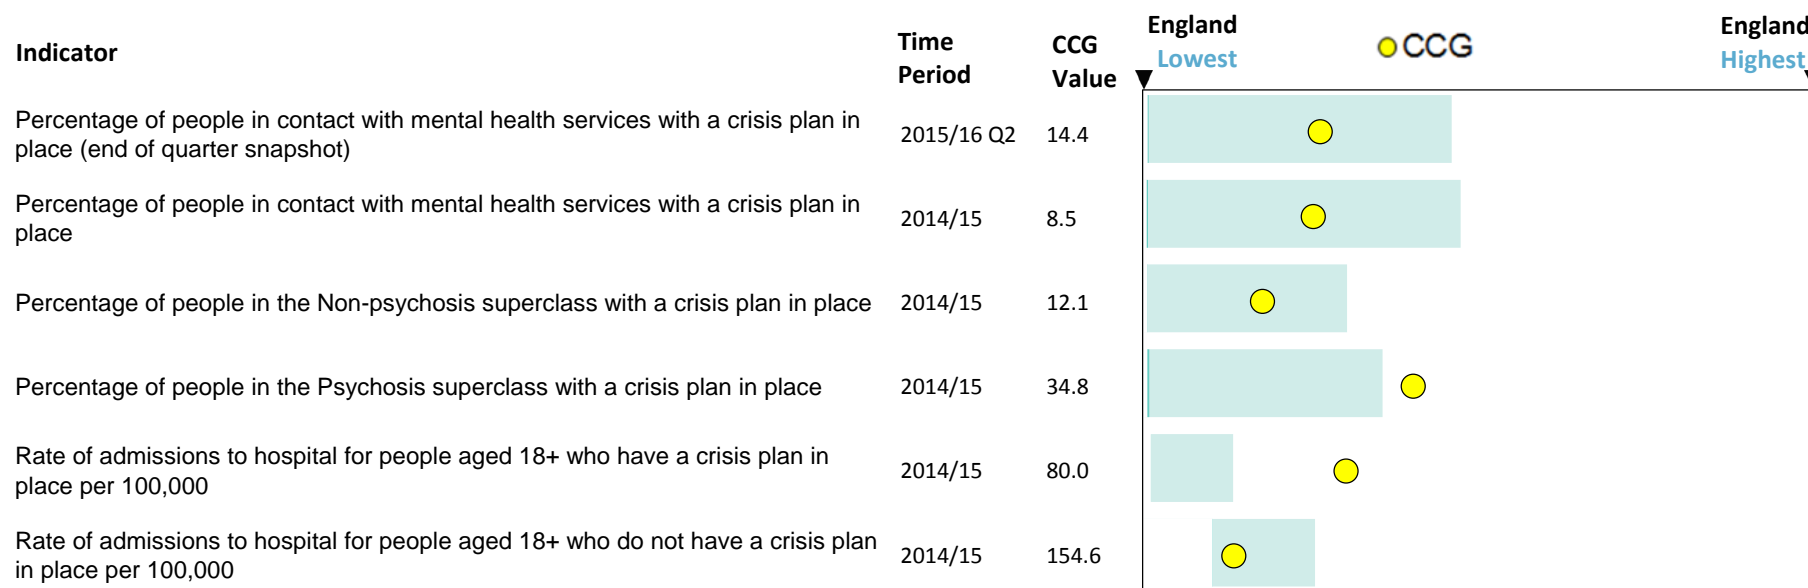 Indicator
Time Period
CCG Value
England Lowest
CCG
England Highest
Percentage of people in contact with mental health services with a crisis plan in
place (end of quarter snapshot)
2015/16 Q2
14.4
Percentage of people in contact with mental health services with a crisis plan in
place
2014/15
8.5
Percentage of people in the Non-psychosis superclass with a crisis plan in place
2014/15
12.1
Percentage of people in the Psychosis superclass with a crisis plan in place
2014/15
34.8
Rate of admissions to hospital for people aged 18+ who have a crisis plan in
place per 100,000
2014/15
80.0
Rate of admissions to hospital for people aged 18+ who do not have a crisis plan
in place per 100,000
2014/15
154.6